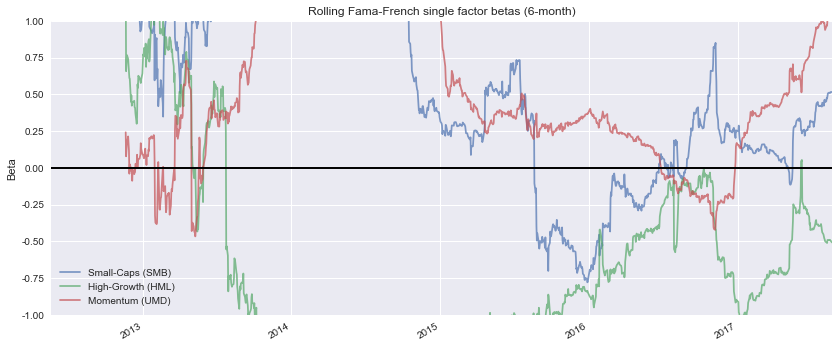 Rolling Fama-French single factor betas (6-month)
1.00
0.75
0.50
0.25
0.00
-0.25
-0.50
-0.75
-1.00
Beta
Small-Caps (SMB)
High-Growth (HML)
Momentum (UMD)
2013
2014
2015
2016
2017